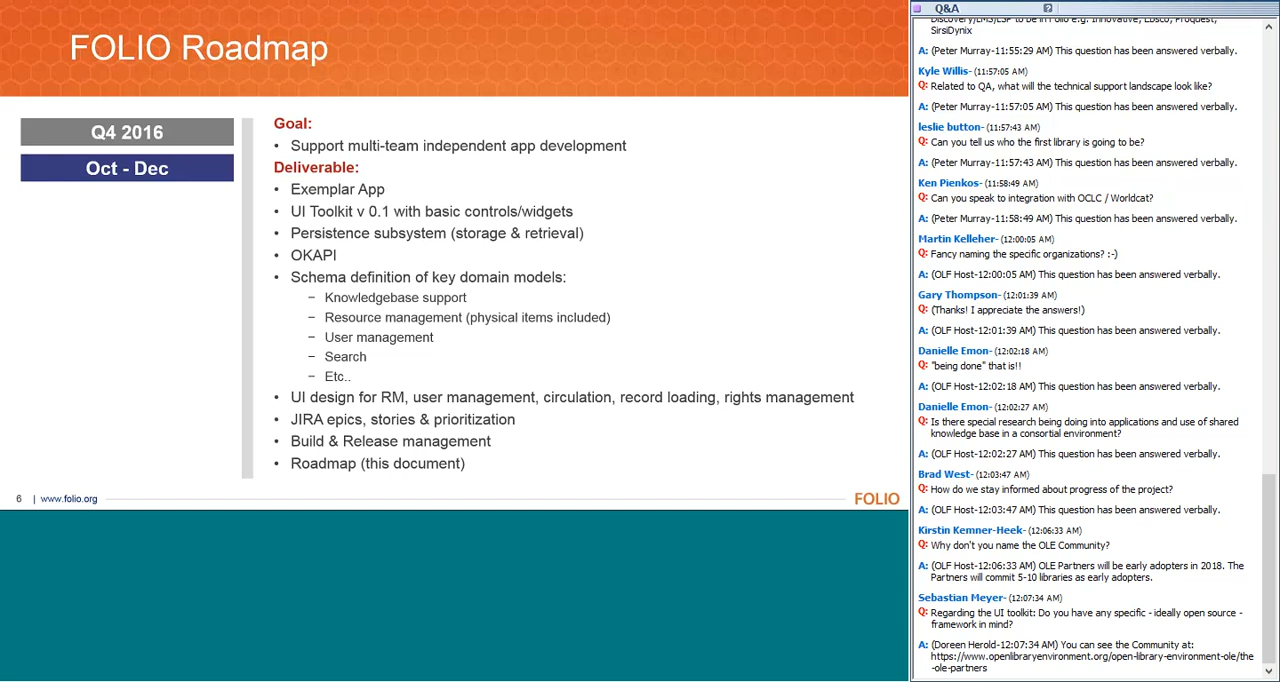 FOLIO Roadmap
Q4 2016
Oct - Dec
Goal:
• Support multi-team independent app development
Deliverable:
• Exemplar App
• UI Toolkit v 0.1 with basic controls/widgets
• Persistence subsystem (storage & retrieval)
• OKAPI
• Schema definition of key domain models:
− Knowledgebase support
− Resource management (physical items included)
− User management
− Search
− Etc..
• UI design for RM, user management, circulation, record loading, rights management
• JIRA epics, stories & prioritization
• Build & Release management
• Roadmap (this document)
6 | www.folio.org
FOLIO
Q&A
Discovery/LMS/LSP to be in Folio e.g. Innovative, Ebsco, Proquest,
SirsiDynix
A: (Peter Murray-11:55:29 AM) This question has been answered verbally.
Kyle Willis- (11:57:05 AM)
Q: Related to QA, what will the technical support landscape look like?
A: (Peter Murray-11:57:05 AM) This question has been answered verbally.
leslie button- (11:57:43 AM)
Q: Can you tell us who the first library is going to be?
A: (Peter Murray-11:57:43 AM) This question has been answered verbally.
Ken Pienkos- (11:58:49 AM)
Q: Can you speak to integration with OCLC / Worldcat?
A: (Peter Murray-11:58:49 AM) This question has been answered verbally.
Martin Kelleher- (12:00:05 AM)
Q: Fancy naming the specific organizations? :-)
A: (OLF Host-12:00:05 AM) This question has been answered verbally.
Gary Thompson- (12:01:39 AM)
Q: (Thanks! I appreciate the answers!)
A: (OLF Host-12:01:39 AM) This question has been answered verbally.
Danielle Emon- (12:02:18 AM)
Q: "being done" that is!!
A: (OLF Host-12:02:18 AM) This question has been answered verbally.
Danielle Emon- (12:02:27 AM)
Q: Is there special research being doing into applications and use of shared
knowledge base in a consortial environment?
A: (OLF Host-12:02:27 AM) This question has been answered verbally.
Brad West- (12:03:47 AM)
Q: How do we stay informed about progress of the project?
A: (OLF Host-12:03:47 AM) This question has been answered verbally.
Kirstin Kemner-Heek- (12:06:33 AM)
Q: Why don't you name the OLE Community?
A: (OLF Host-12:06:33 AM) OLE Partners will be early adopters in 2018. The
Partners will commit 5-10 libraries as early adopters.
Sebastian Meyer- (12:07:34 AM)
Q: Regarding the UI toolkit: Do you have any specific - ideally open source -
framework in mind?
A: (Doreen Herold-12:07:34 AM) You can see the Community at:
https://www.openlibraryenvironment.org/open-library-environment-ole/the
-ole-partners